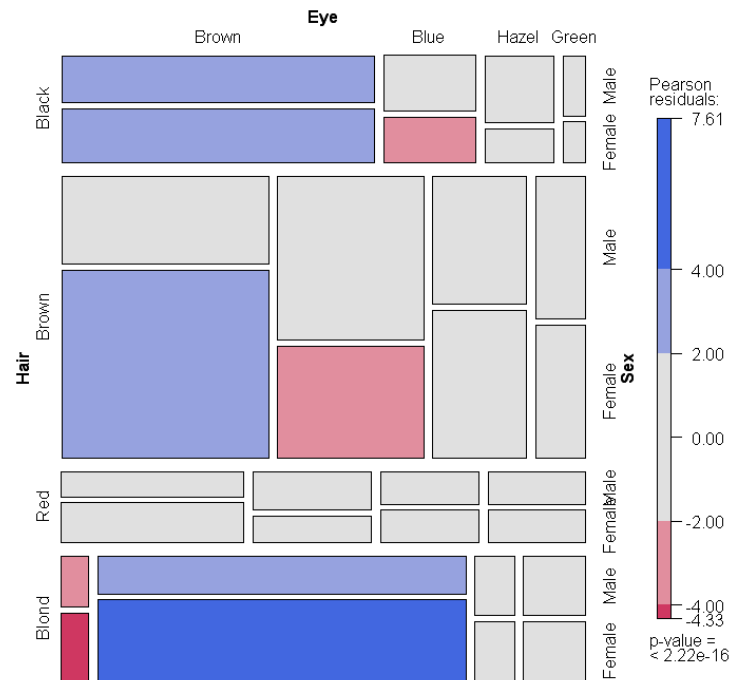 Eye
Brown Blue Hazel Green
Black
Male
Female
Brown
Male
Female
Red
Male
Female
Blond
Male
Female
Hair
Sex
Pearson
residuals:
7.61
4.00
2.00
0.00
-2.00
-4.00
-4.33
p-value =
< 2.22e-16